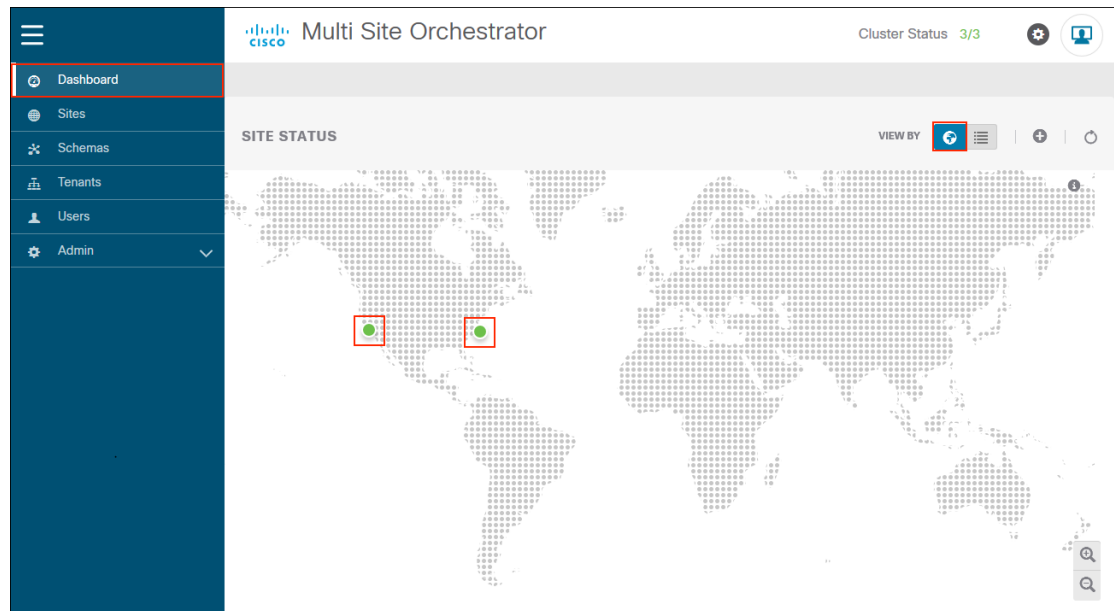 CISCO Multi Site Orchestrator
Cluster Status 3/3
Dashboard
Sites
Schemas
Tenants
Users
Admin
SITE STATUS
VIEW BY